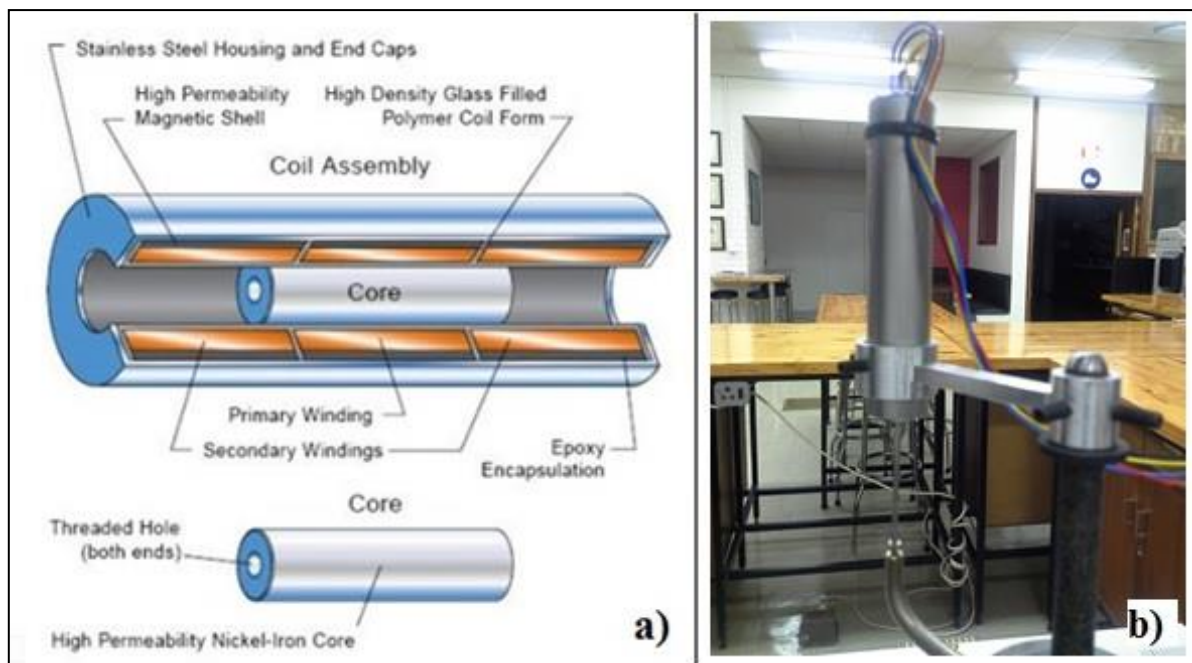 Stainless Steel Housing and End Caps
High Permeability
Magnetic Shell
High Density Glass Filled
Polymer Coil Form
Coil Assembly
Core
Primary Winding
Secondary Windings
Epoxy
Encapsulation
Core
Threaded Hole
(both ends)
High Permeability Nickel-Iron Core
a)
b)